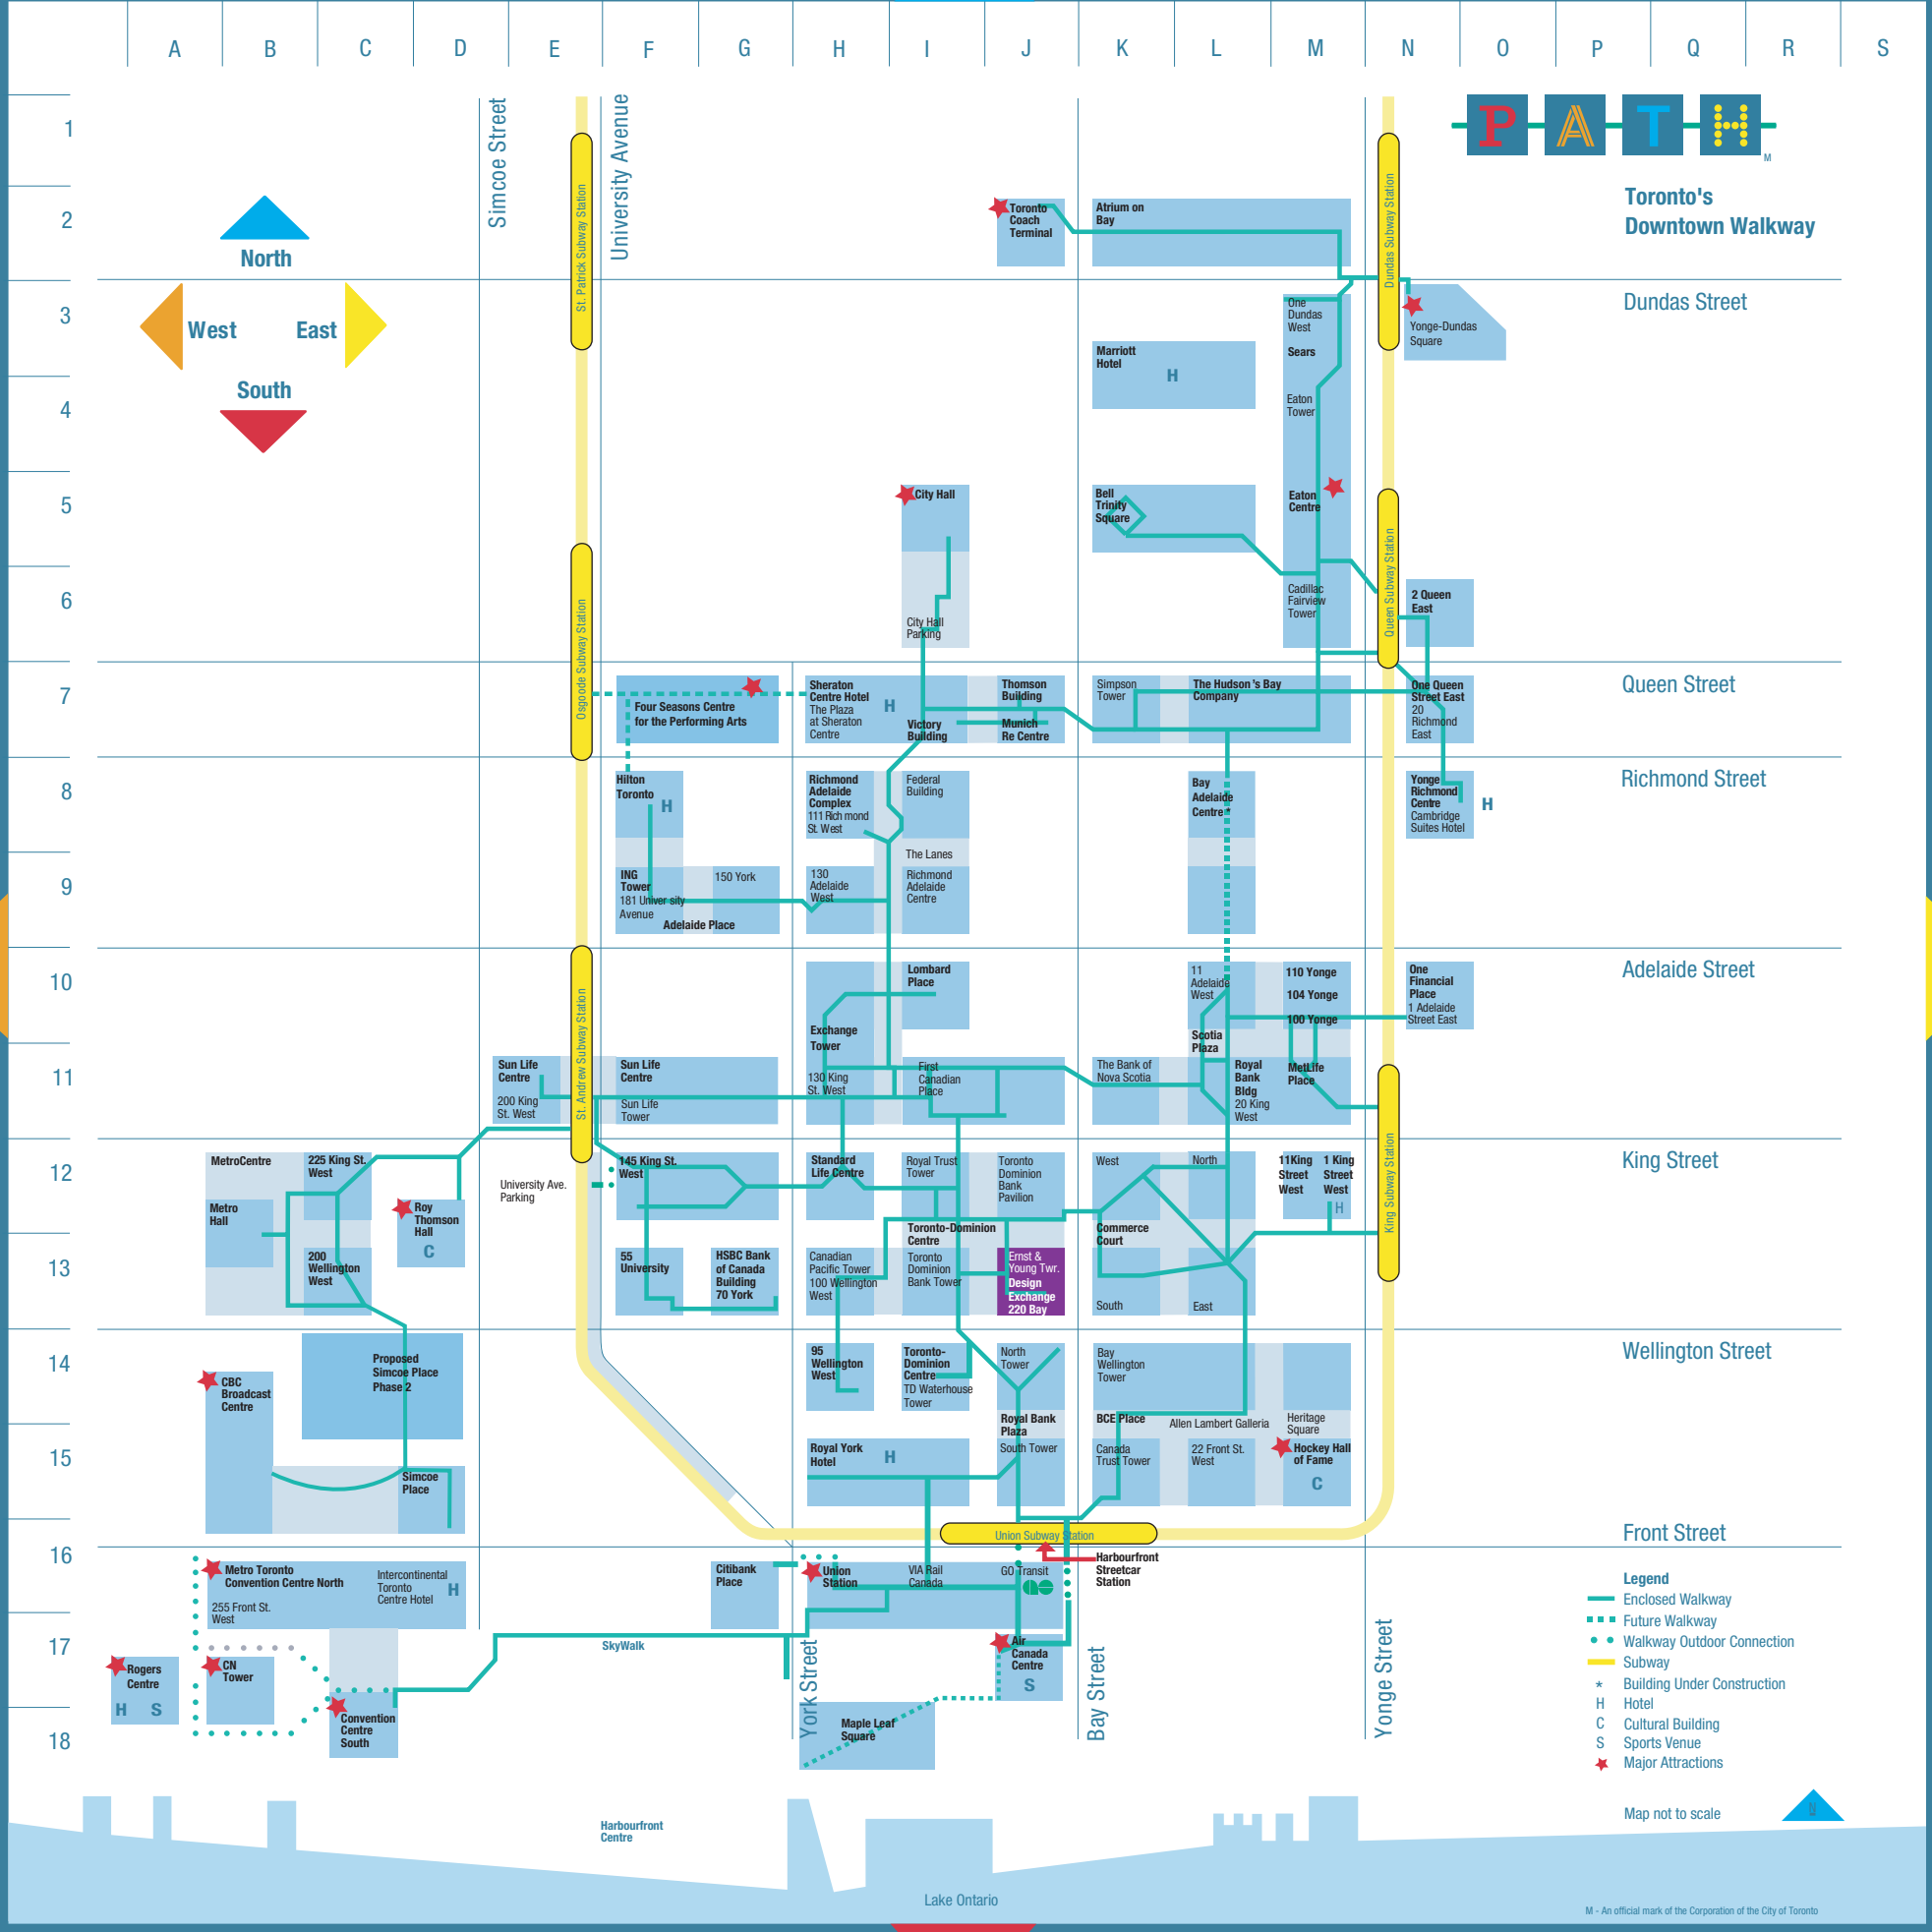 A B C D E F G H I J K L M N O P Q R S
1
2
3
4
5
6
7
8
9
10
11
12
13
14
15
16
17
18
PATH
M
Toronto's
Downtown Walkway
North
West
East
South
Simcoe Street
University Avenue
St. Patrick Subway Station
Dundas Subway Station
Toronto
Coach
Terminal
Atrium on
Bay
Dundas Street
One
Dundas
West
Sears
Yonge-Dundas
Square
Marriott
Hotel
H
Eaton
Tower
City Hall
Bell
Trinity
Square
Eaton
Centre
Osgoode Subway Station
Queen Subway Station
City Hall
Parking
Cadillac
Fairview
Tower
2 Queen
East
Queen Street
Four Seasons Centre
for the Performing Arts
Sheraton
Centre Hotel
The Plaza
at Sheraton
Centre
H
Victory
Building
Thomson
Building
Munich
Re Centre
Simpson
Tower
The Hudson's Bay
Company
One Queen
Street East
20
Richmond
East
Richmond Street
Hilton
Toronto
H
Richmond
Adelaide
Complex
111 Richmond
St. West
Federal
Building
Bay
Adelaide
Centre*
Yonge
Richmond
Centre
Cambridge
Suites Hotel
H
The Lanes
ING
Tower
181 University
Avenue
150 York
Adelaide Place
130
Adelaide
West
Richmond
Adelaide
Centre
Adelaide Street
St. Andrew Subway Station
Lombard
Place
Exchange
Tower
11
Adelaide
West
110 Yonge
104 Yonge
100 Yonge
One
Financial
Place
1 Adelaide
Street East
Scotia
Plaza
Sun Life
Centre
200 King
St. West
Sun Life
Centre
Sun Life
Tower
130 King
St. West
First
Canadian
Place
The Bank of
Nova Scotia
Royal
Bank
Bldg
20 King
West
MetLife
Place
King Subway Station
King Street
MetroCentre
225 King St.
West
Metro
Hall
Roy
Thomson
Hall
C
University Ave.
Parking
145 King St.
West
Standard
Life Centre
Royal Trust
Tower
Toronto
Dominion
Bank
Pavilion
West
North
11King
Street
West
1 King
Street
West
H
Toronto-Dominion
Centre
Commerce
Court
200
Wellington
West
55
University
HSBC Bank
of Canada
Building
70 York
Canadian
Pacific Tower
100 Wellington
West
Toronto
Dominion
Bank Tower
Ernst &
Young Twr.
Design
Exchange
220 Bay
South
East
Wellington Street
Proposed
Simcoe Place
Phase 2
CBC
Broadcast
Centre
95
Wellington
West
Toronto-
Dominion
Centre
TD Waterhouse
Tower
North
Tower
Bay
Wellington
Tower
Royal Bank
Plaza
South Tower
BCE Place
Allen Lambert Galleria
Heritage
Square
Simcoe
Place
Royal York
Hotel
H
Canada
Trust Tower
22 Front St.
West
Hockey Hall
of Fame
C
Union Subway Station
Front Street
Metro Toronto
Convention Centre North
255 Front St.
West
Intercontinental
Toronto
Centre Hotel
H
Citibank
Place
Union
Station
VIA Rail
Canada
GO Transit
Harbourfront
Streetcar
Station
SkyWalk
Rogers
Centre
H S
CN
Tower
Convention
Centre
South
Air
Canada
Centre
S
Maple Leaf
Square
York Street
Bay Street
Yonge Street
Legend
Enclosed Walkway
Future Walkway
Walkway Outdoor Connection
Subway
* Building Under Construction
H Hotel
C Cultural Building
S Sports Venue
Major Attractions
Map not to scale
N
Harbourfront
Centre
Lake Ontario
M - An official mark of the Corporation of the City of Toronto